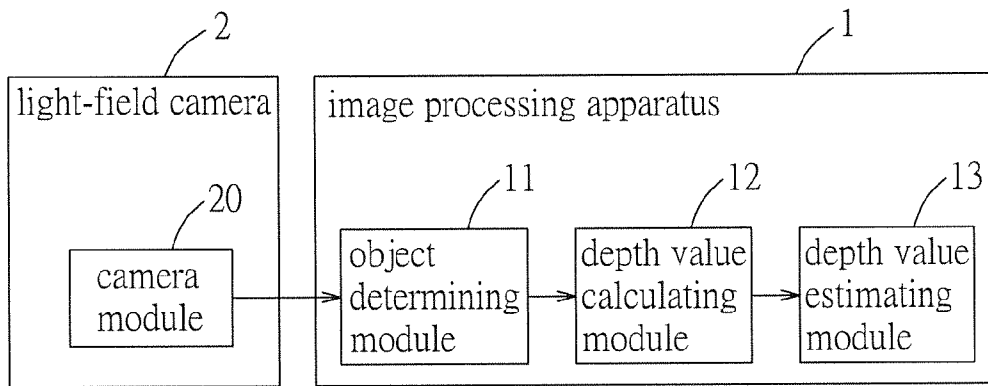 2
1
light-field camera
image processing apparatus
20
11
12
13
camera
module
object
determining
module
depth value
calculating
module
depth value
estimating
module